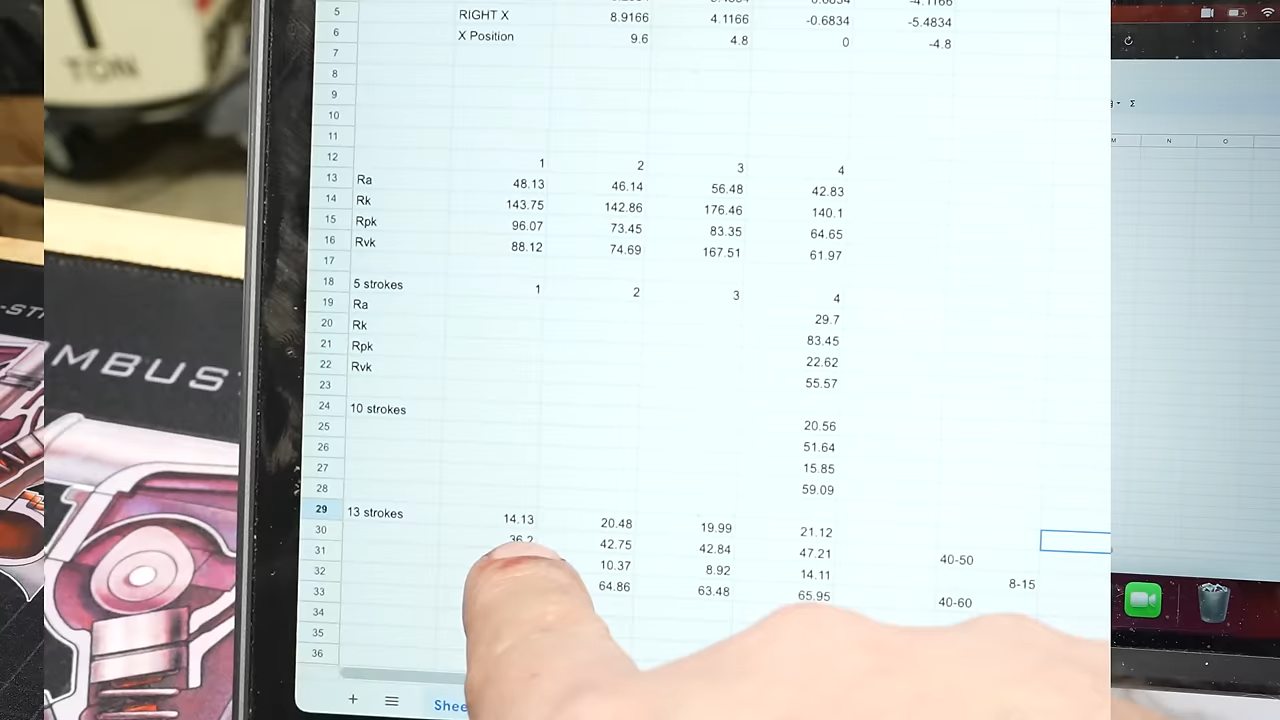 TON
5
6 RIGHT X 8.9166 4.1166 -0.6834 -5.4834
7 X Position 9.6 4.8 0 -4.8
8
9
10
11
12 1 2 3 4
13 Ra 48.13 46.14 56.48 42.83
14 Rk 143.75 142.86 176.46 140.1
15 Rpk 96.07 73.45 83.35 64.65
16 Rvk 88.12 74.69 167.51 61.97
17
18 5 strokes 1 2 3 4
19 Ra 29.7
20 Rk 83.45
21 Rpk 22.62
22 Rvk 55.57
23
24 10 strokes
25 20.56
26 51.64
27 15.85
28 59.09
29 13 strokes 14.13 20.48 19.99 21.12
30 36.2 42.75 42.84 47.21 40-50
31 10.37 8.92 14.11 8-15
32 64.86 63.48 65.95 40-60
33
34
35
36
+ Shee
N O
Σ